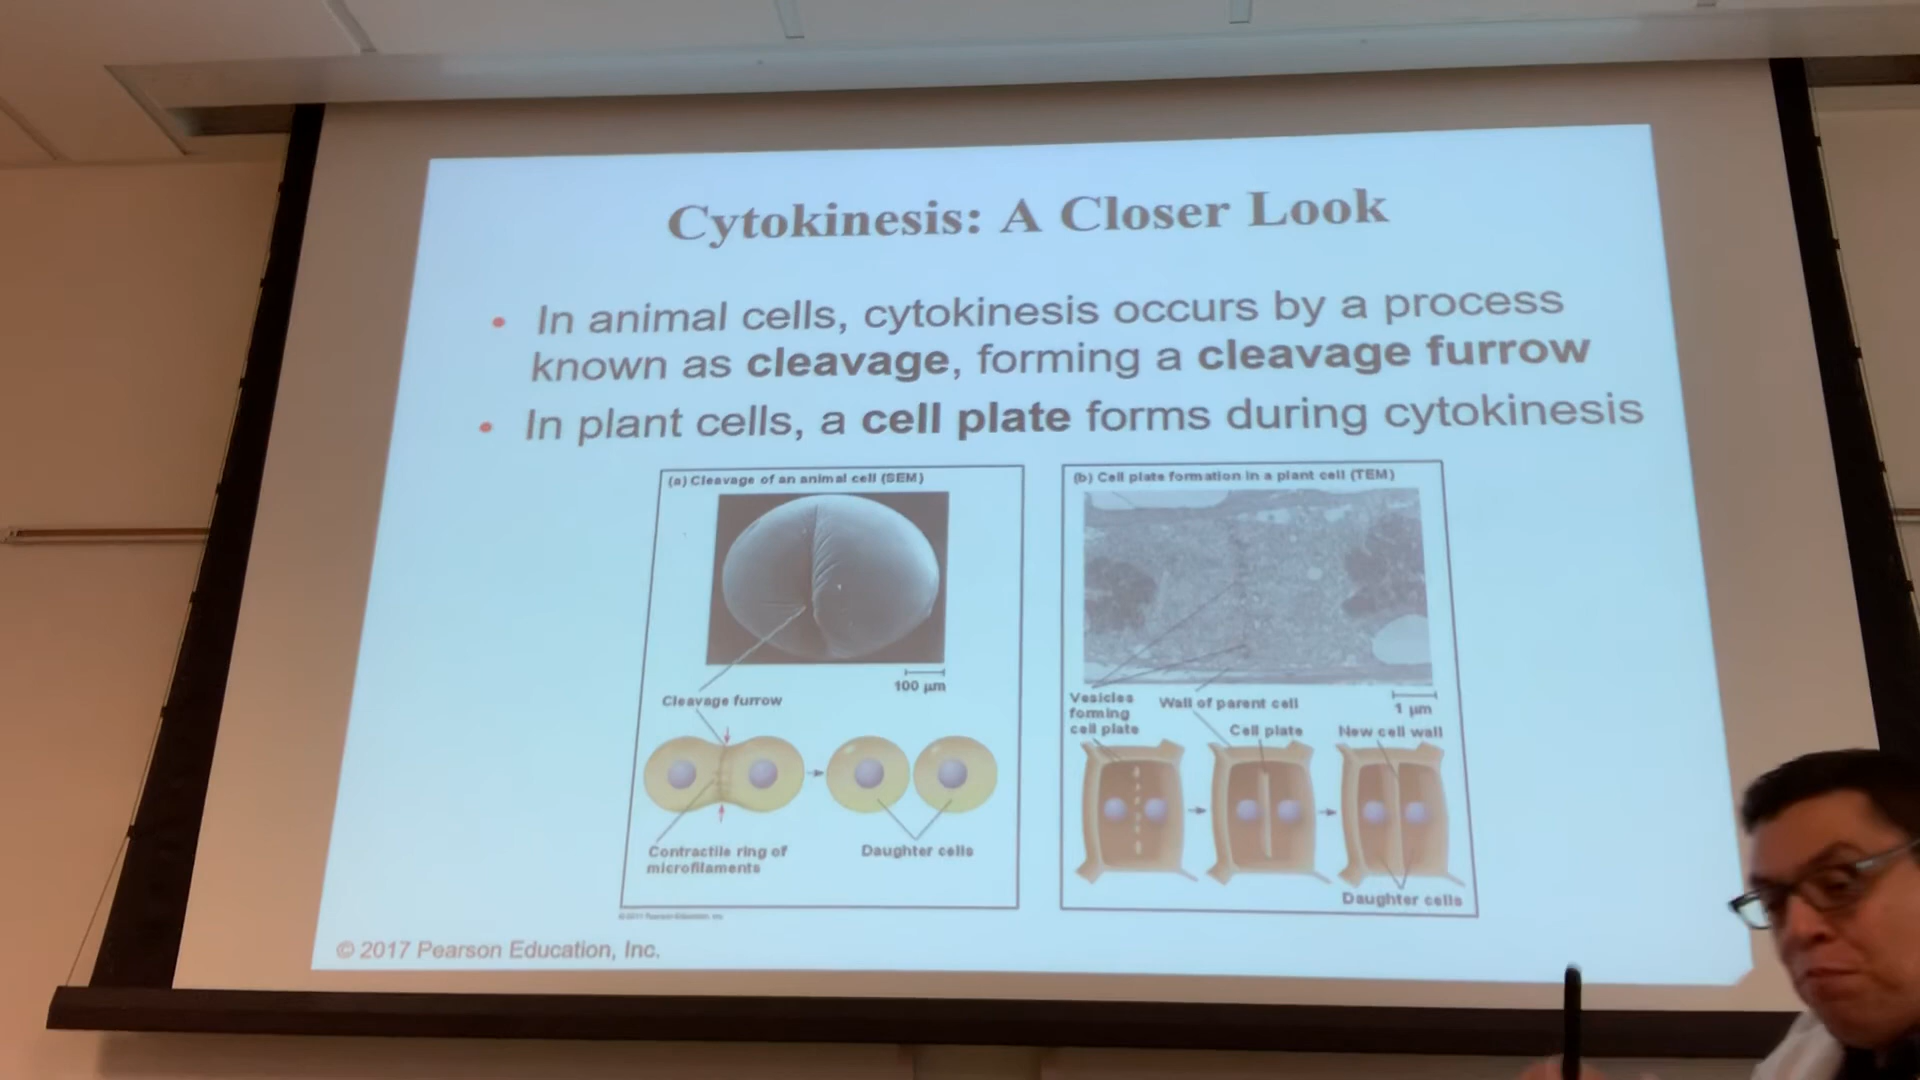 Cytokinesis: A Closer Look
• In animal cells, cytokinesis occurs by a process
known as cleavage, forming a cleavage furrow
• In plant cells, a cell plate forms during cytokinesis
(a) Cleavage of an animal cell (SEM)
100 µm
Cleavage furrow
Contractile ring of
microfilaments
Daughter cells
(b) Cell plate formation in a plant cell (TEM)
Vesicles
forming
cell plate
Wall of parent cell
1 µm
Cell plate
New cell wall
Daughter cells
© 2017 Pearson Education, Inc.